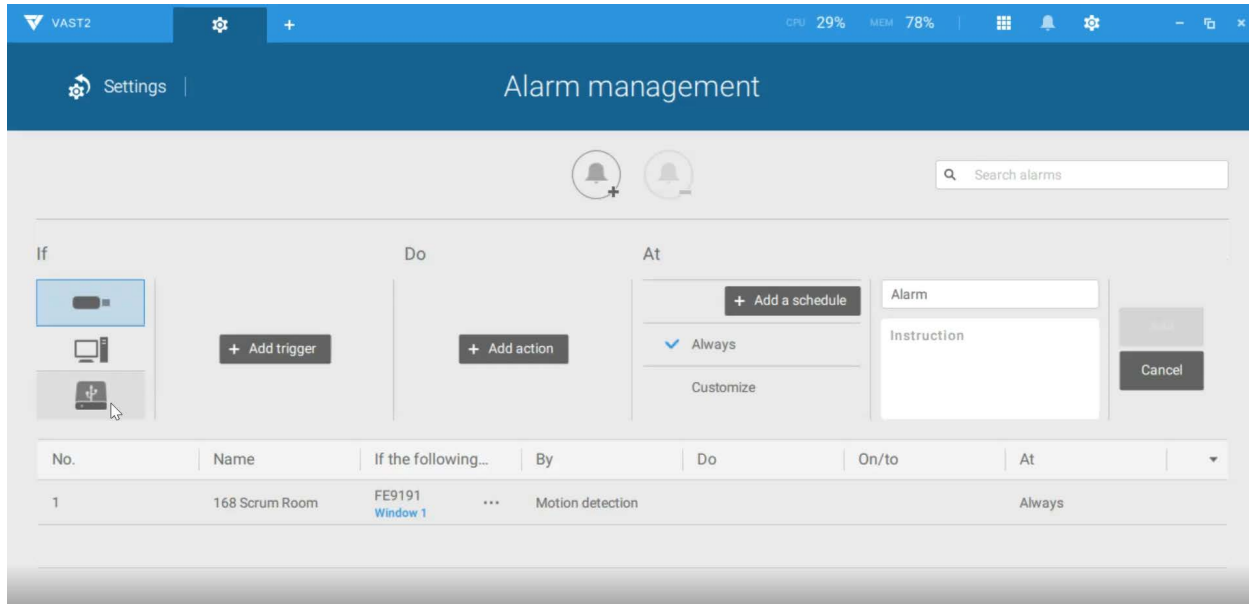 VAST2
+
CPU 29% MEM 78%
Settings
Alarm management
Search alarms
If
Do
At
+ Add trigger
+ Add action
+ Add a schedule
Always
Customize
Alarm
Instruction
Cancel
No. Name If the following... By Do On/to At
1 168 Scrum Room FE9191 ... Motion detection Always
Window 1